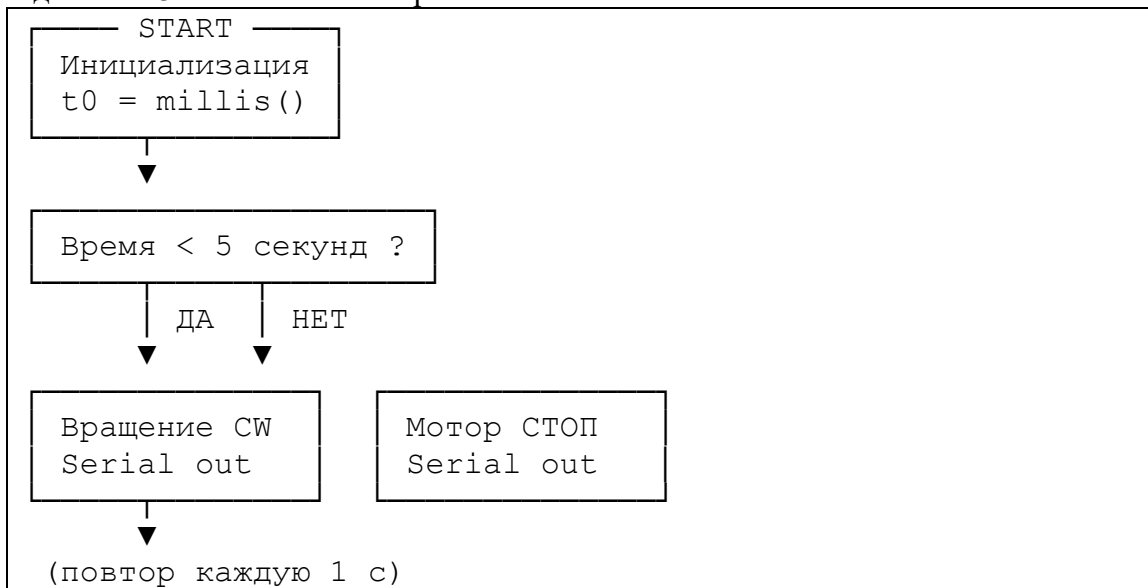 START
Инициализация
t0 = millis()
Время < 5 секунд ?
ДА НЕТ
Вращение CW Мотор СТОП
Serial out Serial out
(повтор каждую 1 с)